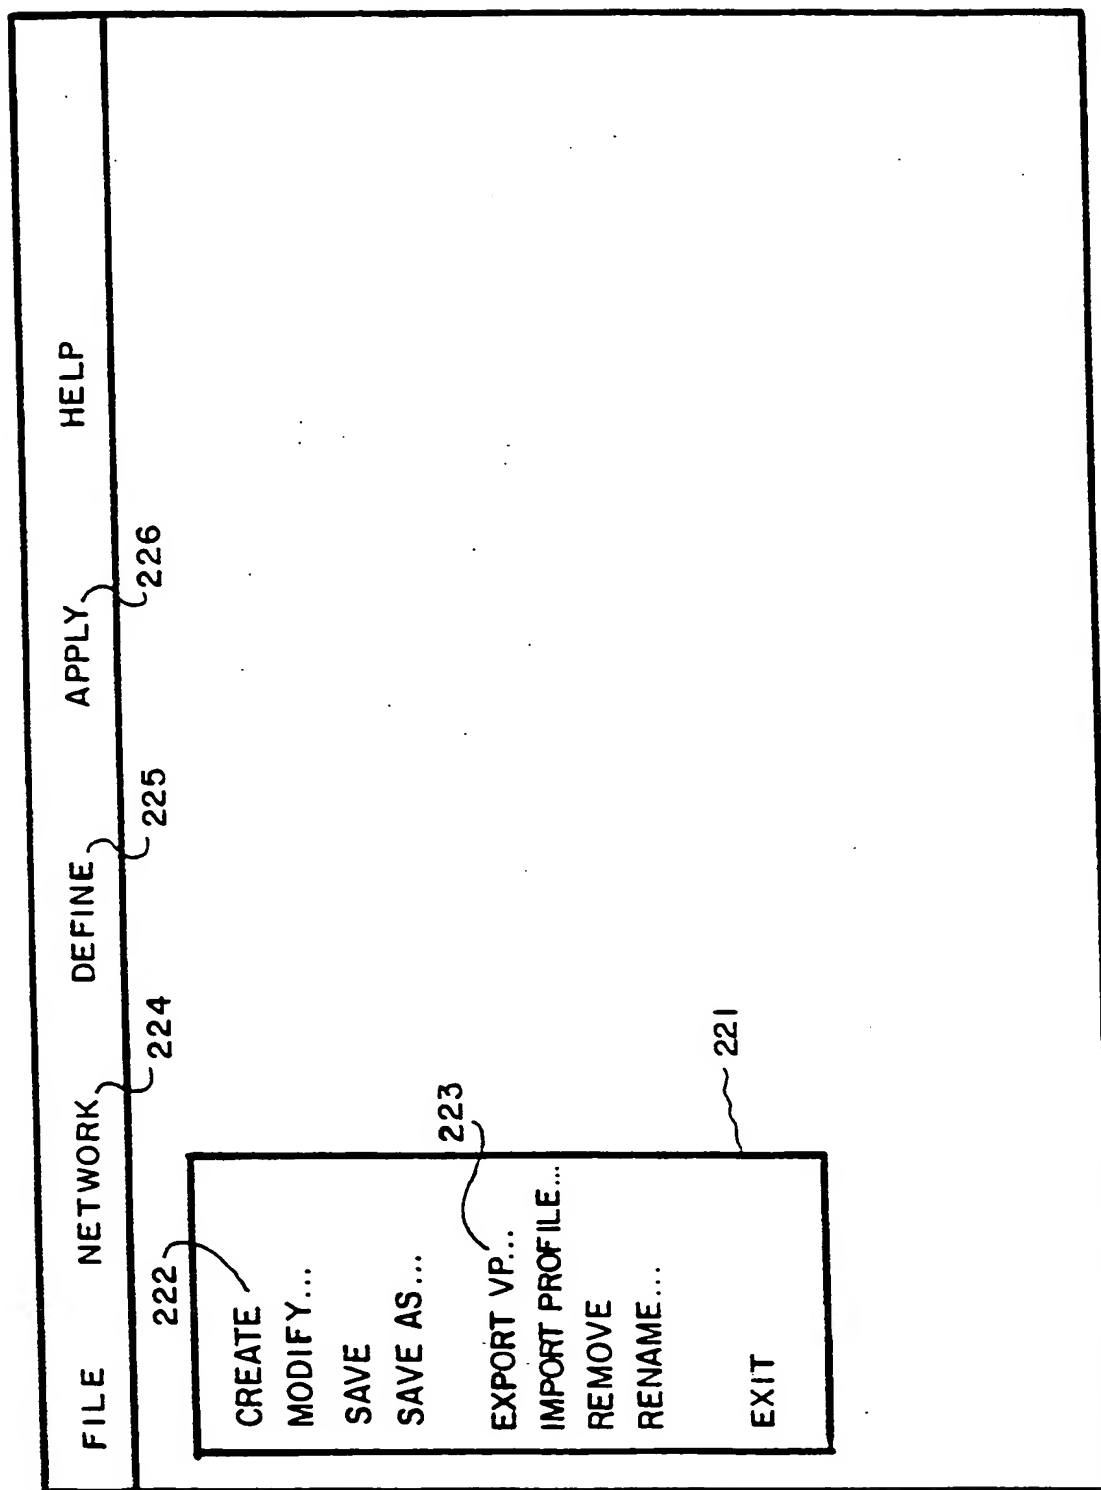 FILE NETWORK DEFINE APPLY HELP
224 225 226
222
CREATE
MODIFY...
SAVE
SAVE AS...
223
EXPORT VP...
IMPORT PROFILE...
REMOVE
RENAME...
221
EXIT